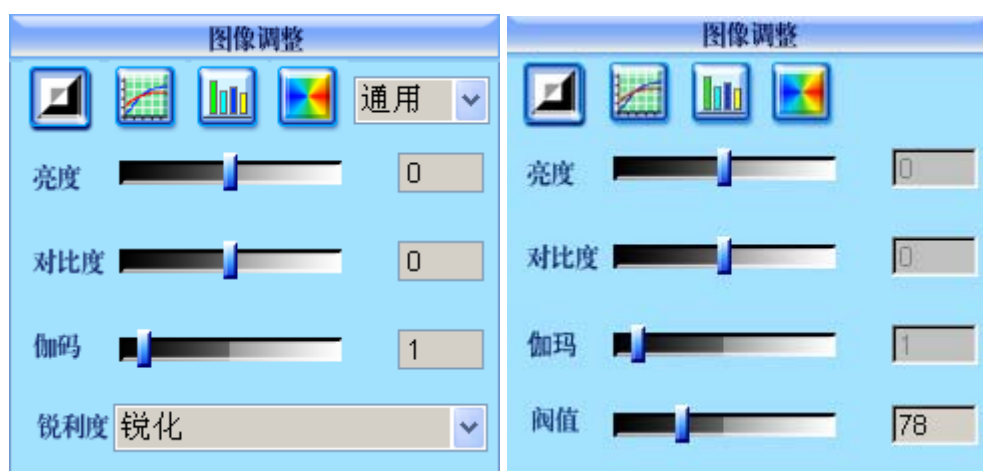 图像调整
通用
亮度 0
对比度 0
伽码 1
锐利度 锐化
图像调整
亮度 0
对比度 0
伽玛 1
阀值 78